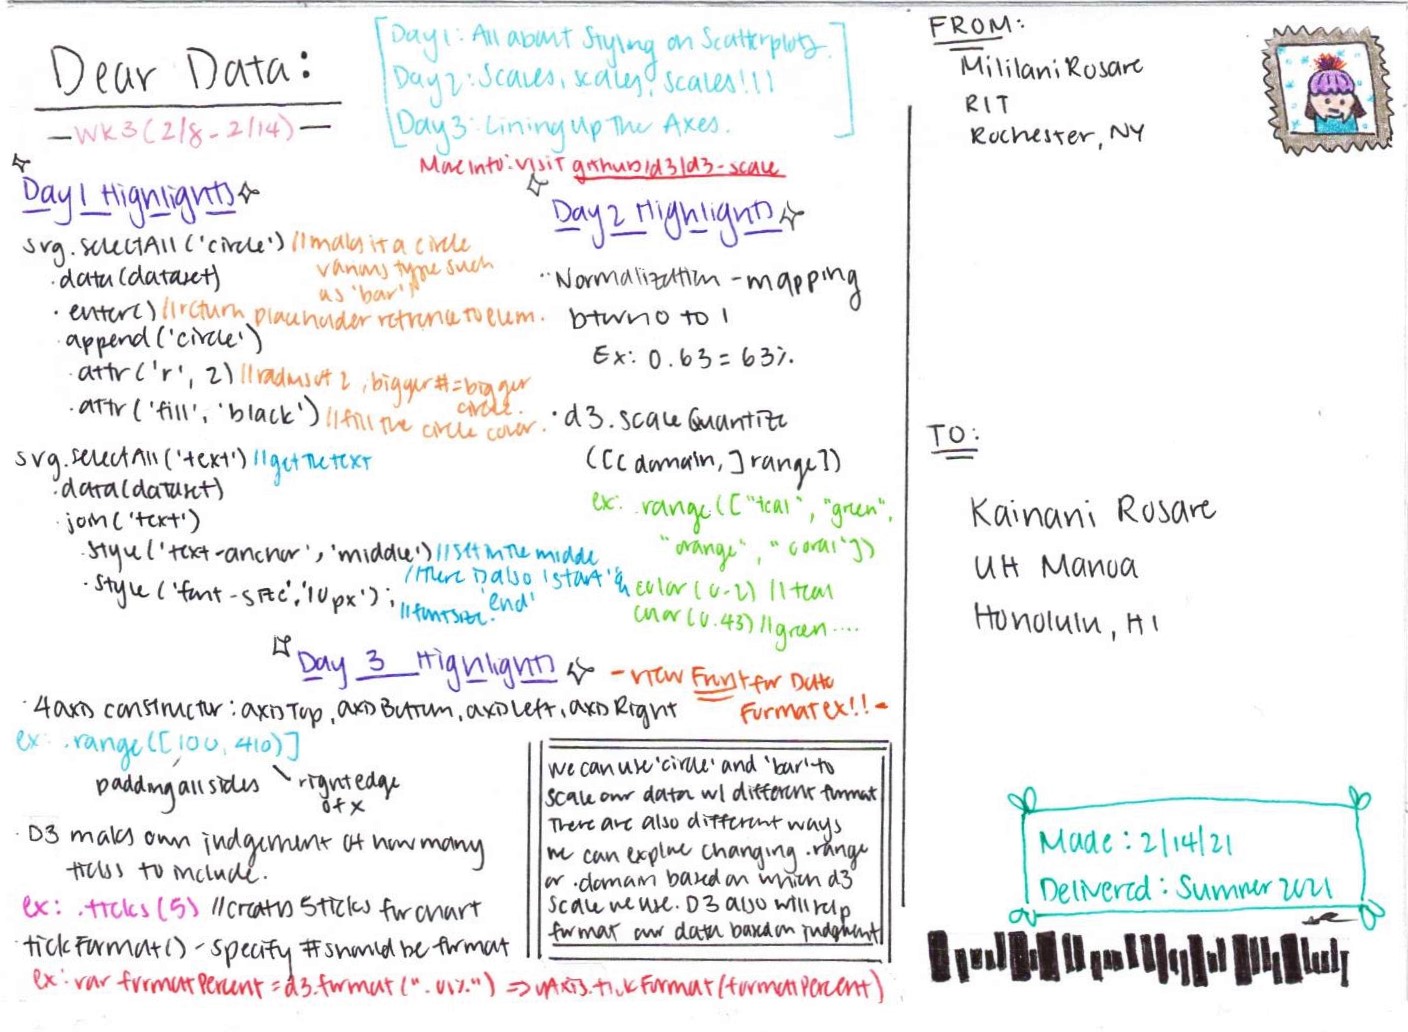 Dear Data:
— WK3 (2/8 - 2/14) —
[Day 1: All about Styling on Scatterplots.
Day 2: Scales, scales, scales!!!
Day 3: Lining Up The Axes.]
More Info: visit github/d3/d3-scale
Day 1 Highlights
svg.selectAll('circle') //makes it a circle
various type such
as 'bar'
.data(dataset)
.enter() //return placeholder reference to elem.
.append('circle')
.attr('r', 2) //radius of 2, bigger # = bigger
circle.
.attr('fill', 'black') //fill the circle color.
svg.selectAll('text') //get the text
.data(dataset)
.join('text')
.style('text-anchor', 'middle') //set in the middle
//there is also 'start' &
'end'
.style('font-size', '10px'); //font size.
Day 2 Highlights
· Normalization - mapping
btwn 0 to 1
Ex: 0.63 = 63%
· d3.scaleQuantize
([[domain,] range])
ex: .range(["teal", "green",
"orange", "coral"])
color(0.2) //teal
color(0.43) //green....
Day 3 Highlights
- View Front for Data
Format ex!! -
· 4 axis constructor: axisTop, axisBottom, axisLeft, axisRight
ex: .range([100, 410)]
padding all sides
right edge
of x
· D3 makes own judgement of how many
ticks to include.
ex: .ticks(5) //creates 5 ticks for chart
· tickFormat() - specify # should be format
ex: var formatPercent = d3.format(".01%") => yAxis.tickFormat(formatPercent)
We can use 'circle' and 'bar' to
scale our data w/ different format
There are also different ways
we can explore changing .range
or .domain based on which d3
scale we use. D3 also will help
format our data based on judgment
FROM:
Mililani Rosare
RIT
Rochester, NY
TO:
Kainani Rosare
UH Manoa
Honolulu, HI
Made: 2/14/21
Delivered: Summer 2021